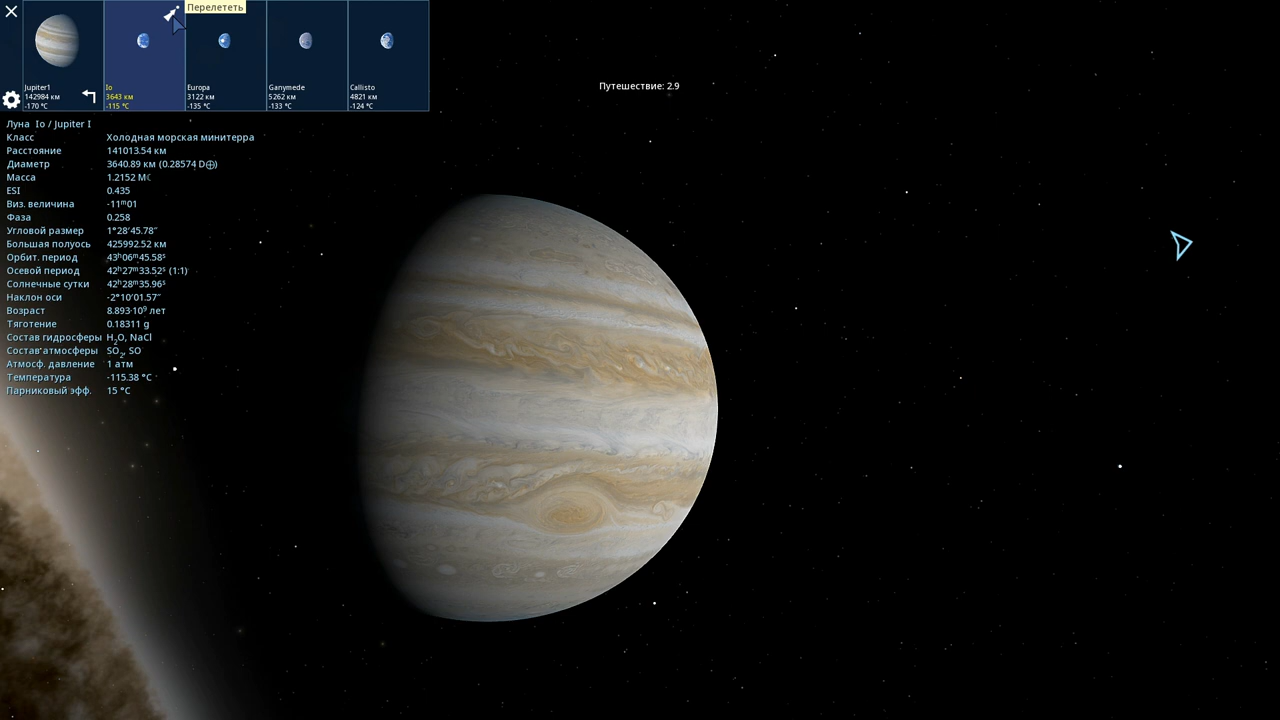 Перелететь
Jupiter1
142984 км
-170 °C
Io
3643 км
-115 °C
Europa
3122 км
-135 °C
Ganymede
5262 км
-133 °C
Callisto
4821 км
-124 °C
Путешествие: 2.9
Луна Io / Jupiter I
Класс Холодная морская минитерра
Расстояние 141013.54 км
Диаметр 3640.89 км (0.28574 D⊕)
Масса 1.2152 M☾
ESI 0.435
Виз. величина -11ᵐ01
Фаза 0.258
Угловой размер 1°28′45.78″
Большая полуось 425992.52 км
Орбит. период 43ʰ06ᵐ45.58ˢ
Осевой период 42ʰ27ᵐ33.52ˢ (1:1)
Солнечные сутки 42ʰ28ᵐ35.96ˢ
Наклон оси -2°10′01.57″
Возраст 8.893·10⁹ лет
Тяготение 0.18311 g
Состав гидросферы H₂O, NaCl
Состав атмосферы SO₂, SO
Атмосф. давление 1 атм
Температура -115.38 °C
Парниковый эфф. 15 °C